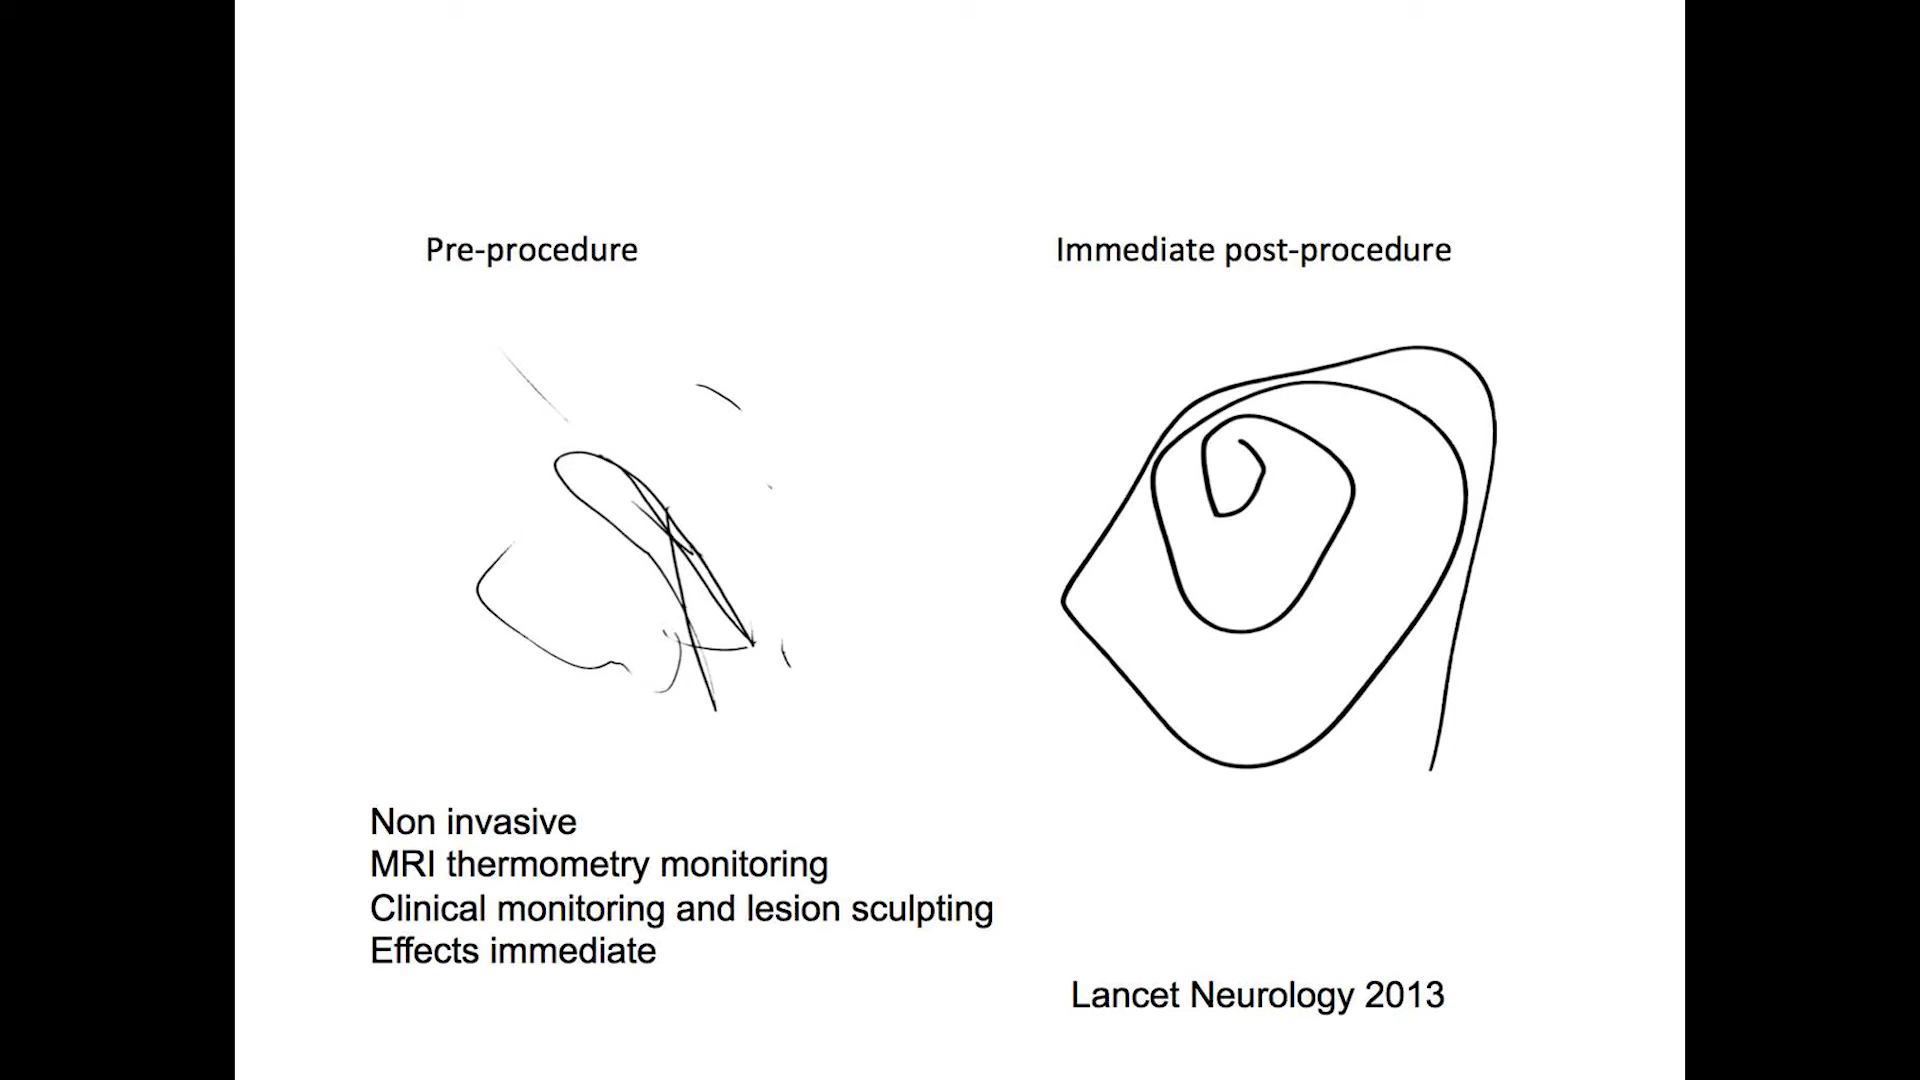 Pre-procedure
Immediate post-procedure
Non invasive
MRI thermometry monitoring
Clinical monitoring and lesion sculpting
Effects immediate
Lancet Neurology 2013